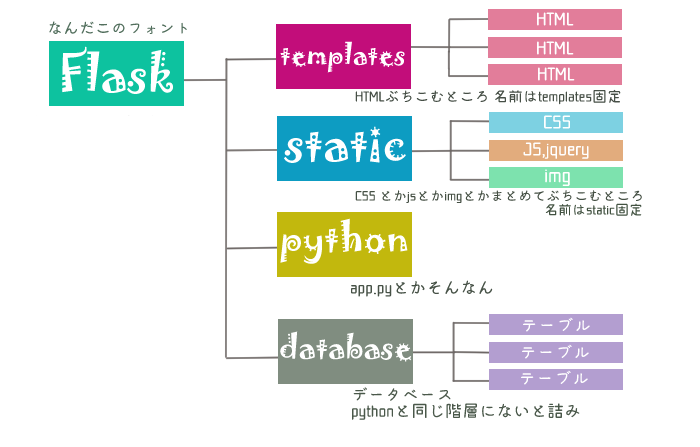 なんだこのフォント
Flask
templates
HTML
HTML
HTML
HTMLぶちこむところ 名前はtemplates固定
static
CSS
JS,jquery
img
CSS とかjsとかimgとかまとめてぶちこむところ
名前はstatic固定
python
app.pyとかそんなん
database
テーブル
テーブル
テーブル
データベース
pythonと同じ階層にないと詰み